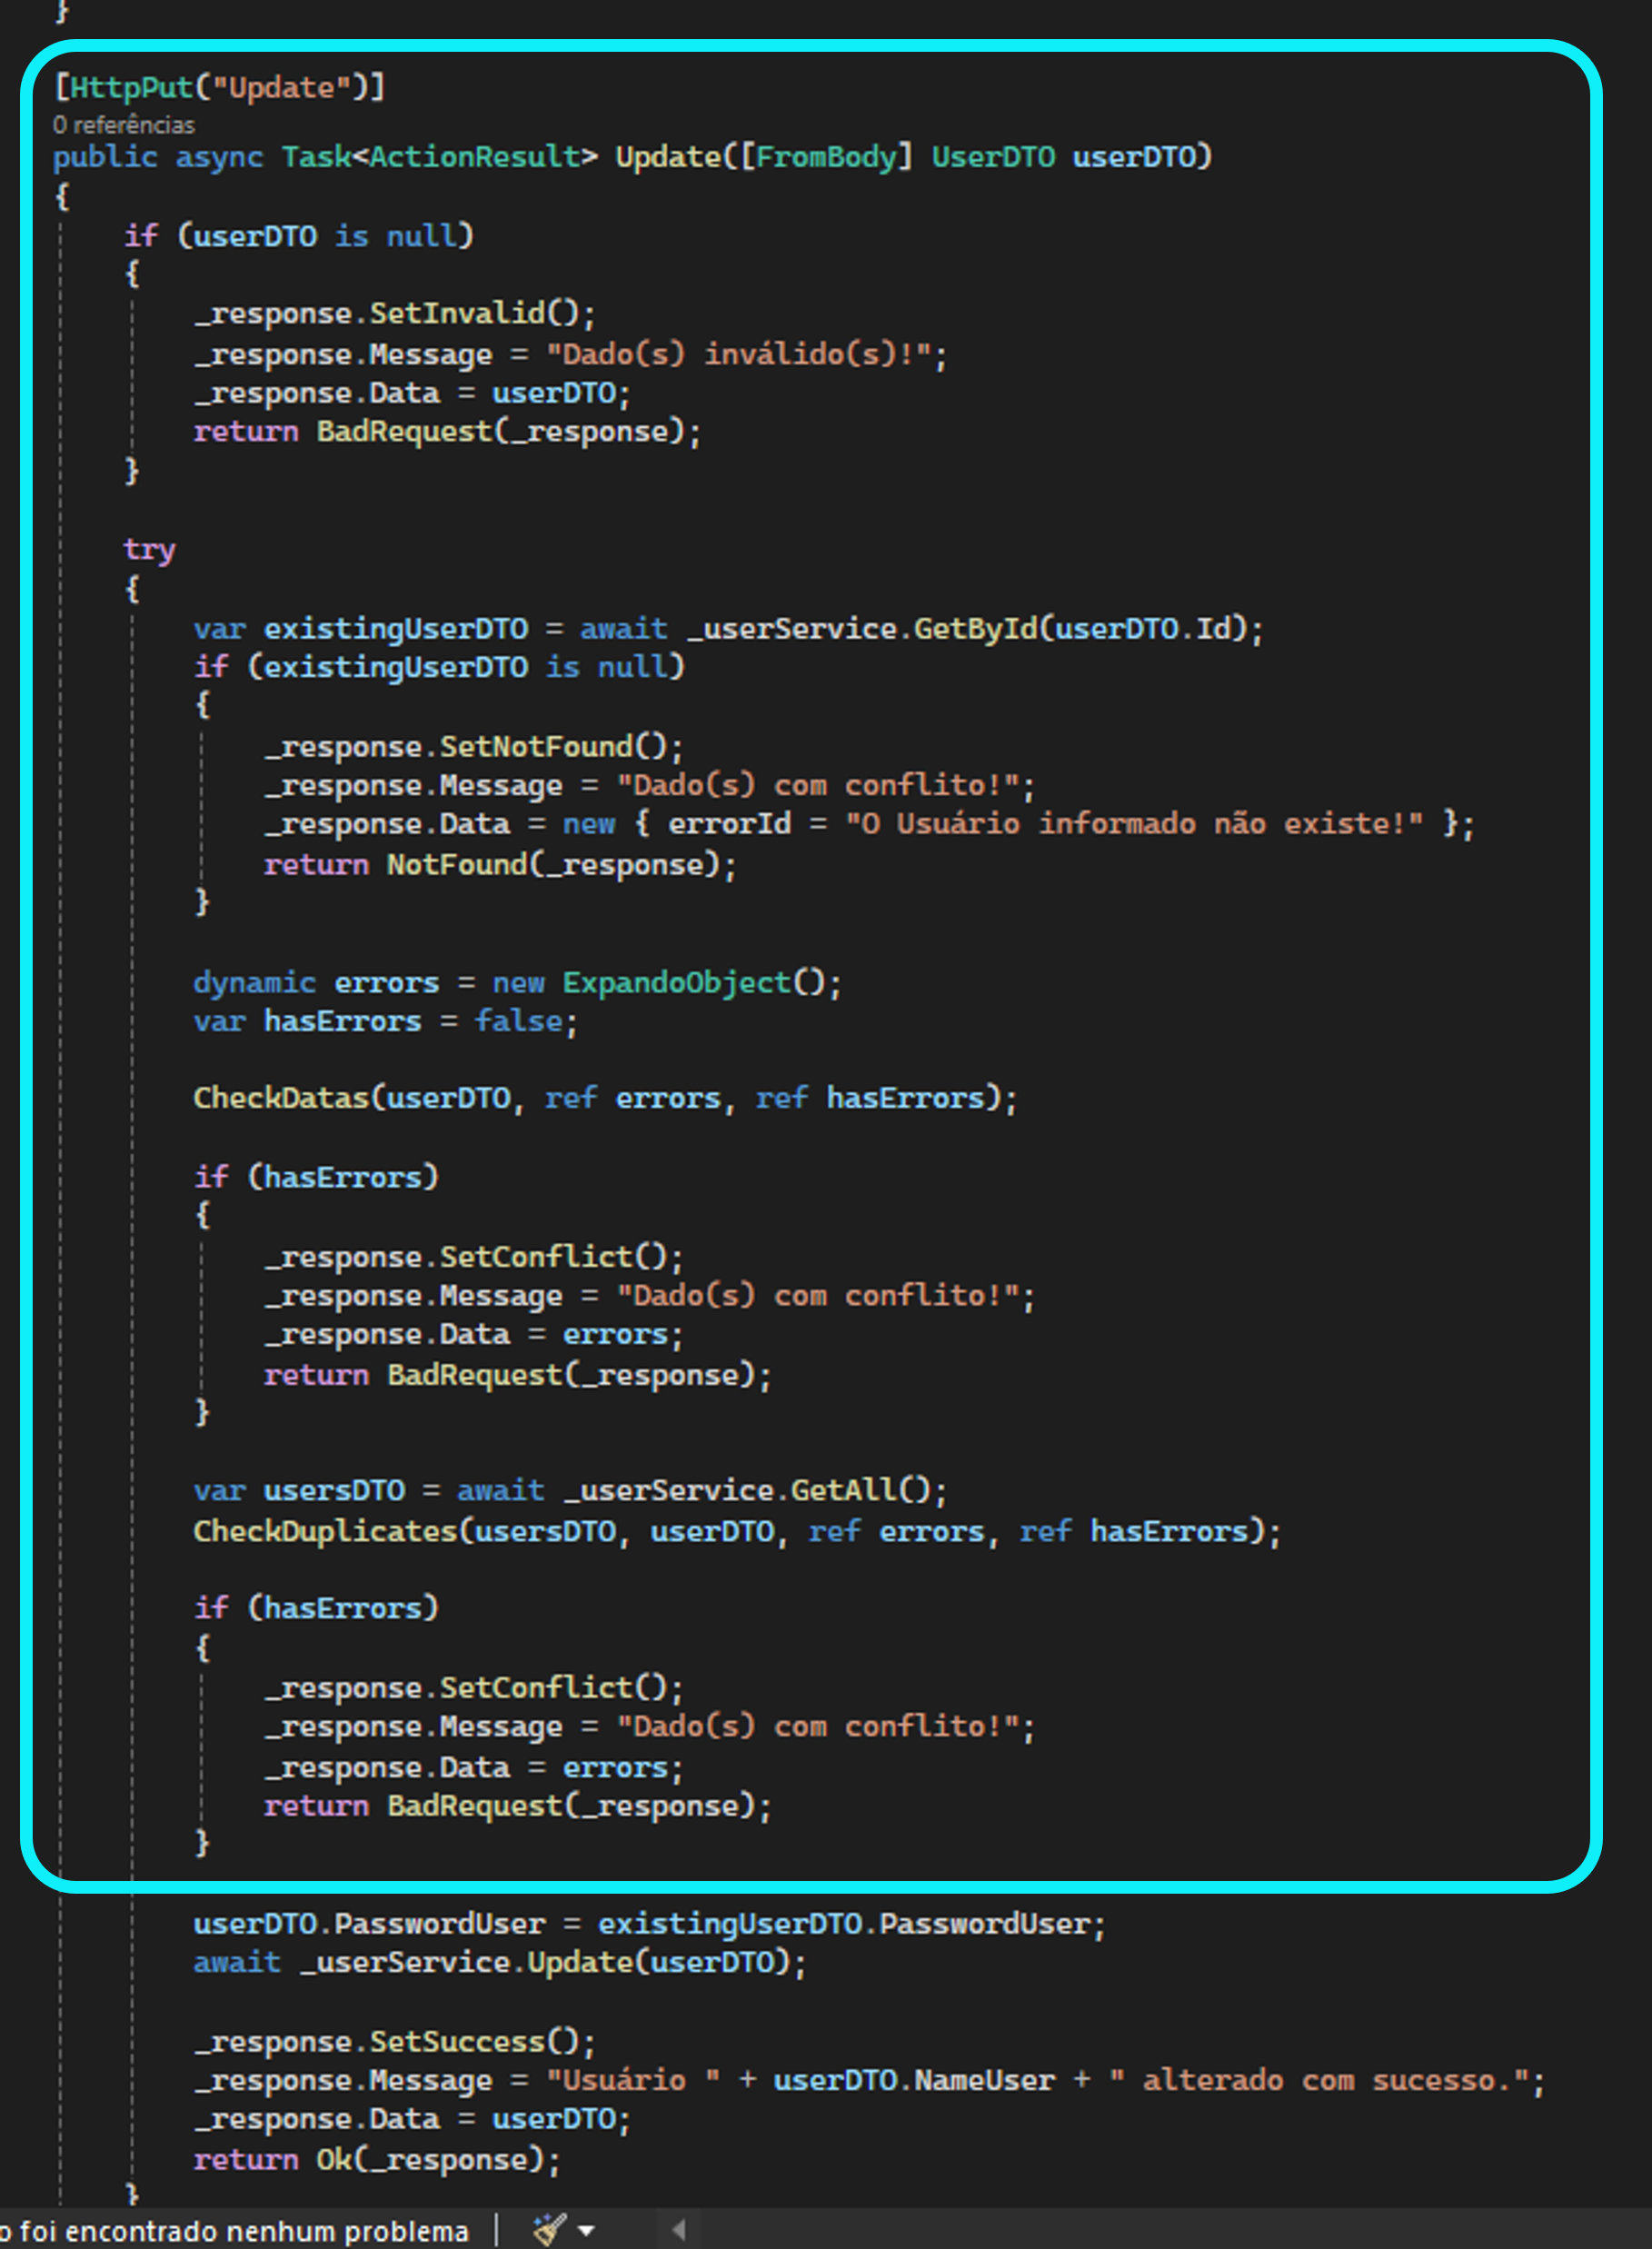 }
[HttpPut("Update")]
0 referências
public async Task<ActionResult> Update([FromBody] UserDTO userDTO)
{
if (userDTO is null)
{
_response.SetInvalid();
_response.Message = "Dado(s) inválido(s)!";
_response.Data = userDTO;
return BadRequest(_response);
}
try
{
var existingUserDTO = await _userService.GetById(userDTO.Id);
if (existingUserDTO is null)
{
_response.SetNotFound();
_response.Message = "Dado(s) com conflito!";
_response.Data = new { errorId = "O Usuário informado não existe!" };
return NotFound(_response);
}
dynamic errors = new ExpandoObject();
var hasErrors = false;
CheckDatas(userDTO, ref errors, ref hasErrors);
if (hasErrors)
{
_response.SetConflict();
_response.Message = "Dado(s) com conflito!";
_response.Data = errors;
return BadRequest(_response);
}
var usersDTO = await _userService.GetAll();
CheckDuplicates(usersDTO, userDTO, ref errors, ref hasErrors);
if (hasErrors)
{
_response.SetConflict();
_response.Message = "Dado(s) com conflito!";
_response.Data = errors;
return BadRequest(_response);
}
userDTO.PasswordUser = existingUserDTO.PasswordUser;
await _userService.Update(userDTO);
_response.SetSuccess();
_response.Message = "Usuário " + userDTO.NameUser + " alterado com sucesso.";
_response.Data = userDTO;
return Ok(_response);
}
o foi encontrado nenhum problema